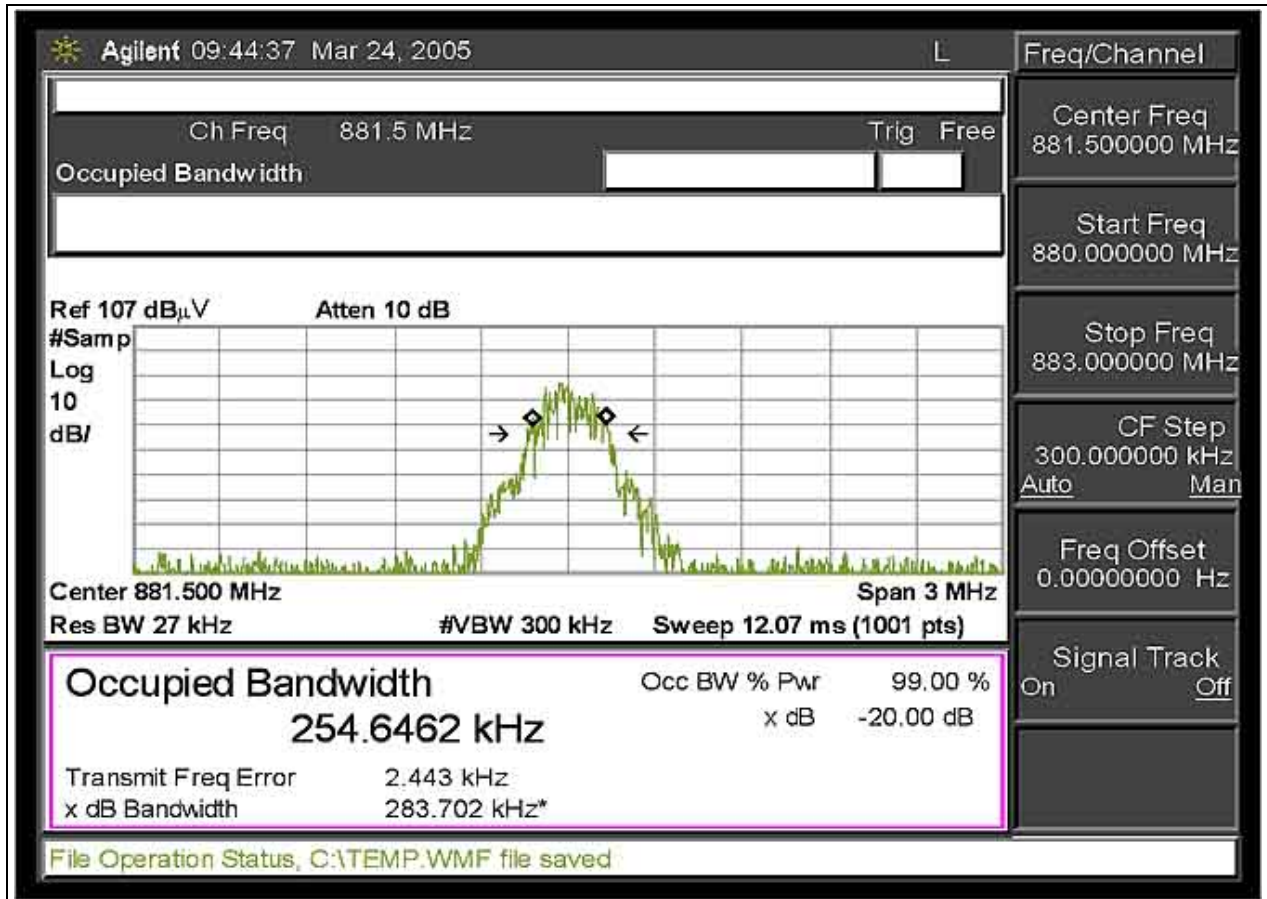 Agilent 09:44:37 Mar 24, 2005 L
Freq/Channel
Ch Freq 881.5 MHz Trig Free
Occupied Bandwidth
Center Freq
881.500000 MHz
Start Freq
880.000000 MHz
Stop Freq
883.000000 MHz
CF Step
300.000000 kHz
Auto Man
Freq Offset
0.00000000 Hz
Signal Track
On Off
Ref 107 dBµV Atten 10 dB
#Samp
Log
10
dB/
Center 881.500 MHz Span 3 MHz
Res BW 27 kHz #VBW 300 kHz Sweep 12.07 ms (1001 pts)
Occupied Bandwidth
254.6462 kHz
Occ BW % Pwr 99.00 %
x dB -20.00 dB
Transmit Freq Error 2.443 kHz
x dB Bandwidth 283.702 kHz*
File Operation Status, C:\TEMP.WMF file saved